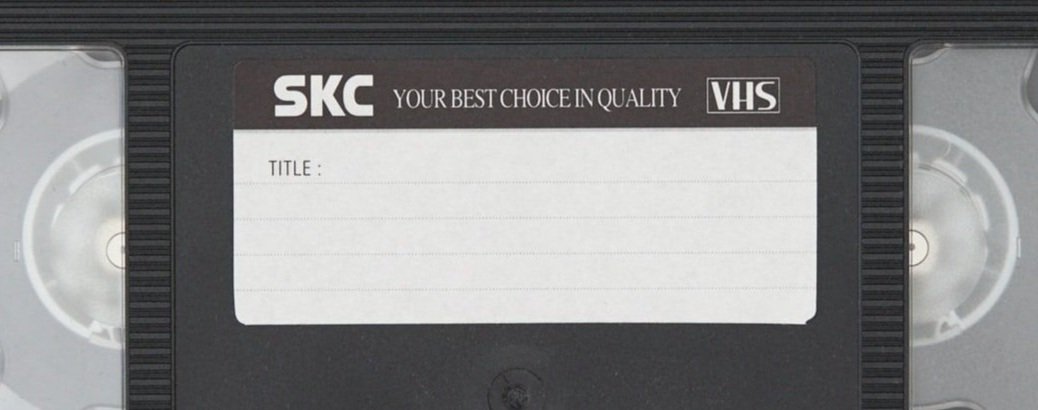 SKC YOUR BEST CHOICE IN QUALITY VHS
TITLE :